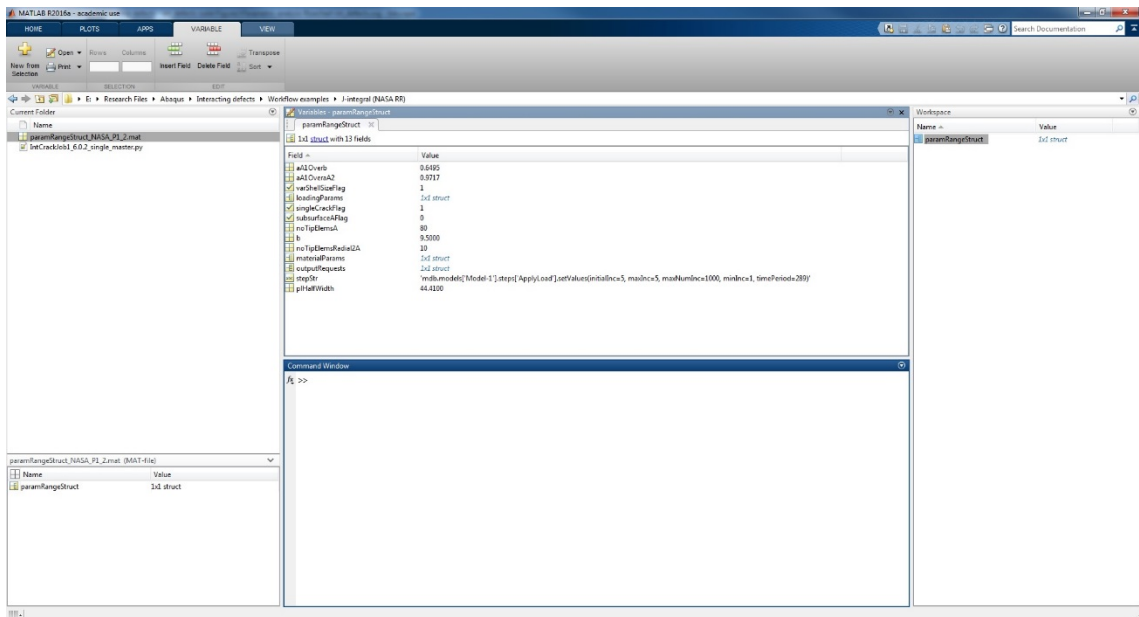 MATLAB R2016a - academic use
HOME PLOTS APPS VARIABLE VIEW
Search Documentation
New from Selection
Open
Print
Rows Columns
Insert Field Delete Field
Transpose
Sort
VARIABLE SELECTION EDIT
E: Research Files Abaqus Interacting defects Workflow examples J-integral (NASA RR)
Current Folder
Name
paramRangeStruct_NASA_P1_2.mat
IntCrackJob1_6.0.2_single_master.py
paramRangeStruct_NASA_P1_2.mat (MAT-file)
Name Value
paramRangeStruct 1x1 struct
Variables - paramRangeStruct
paramRangeStruct
1x1 struct with 13 fields
Field Value
aA1Overb 0.6495
aA1OveraA2 0.9717
varShellSizeFlag 1
loadingParams 1x1 struct
singleCrackFlag 1
subsurfaceAFlag 0
noTipElemsA 80
b 9.5000
noTipElemsRadial2A 10
materialParams 1x1 struct
outputRequests 1x1 struct
stepStr 'mdb.models['Model-1'].steps['ApplyLoad'].setValues(initialInc=5, maxInc=5, maxNumInc=1000, minInc=1, timePeriod=289)'
plHalfWidth 44.4100
Command Window
fx >>
Workspace
Name Value
paramRangeStruct 1x1 struct